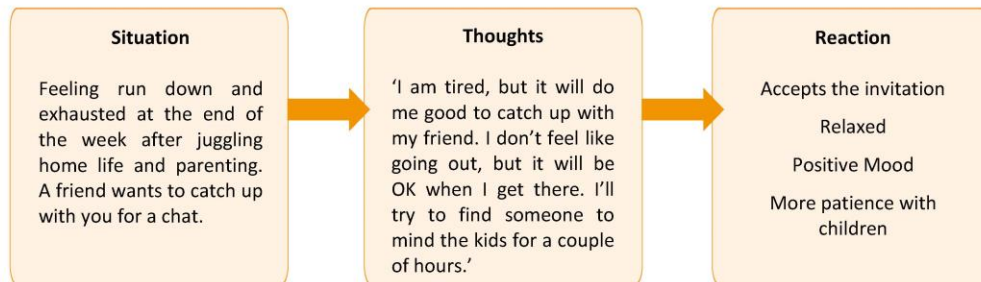 Situation
Feeling run down and
exhausted at the end of
the week after juggling
home life and parenting.
A friend wants to catch up
with you for a chat.
Thoughts
‘I am tired, but it will do
me good to catch up with
my friend. I don’t feel like
going out, but it will be
OK when I get there. I’ll
try to find someone to
mind the kids for a couple
of hours.’
Reaction
Accepts the invitation
Relaxed
Positive Mood
More patience with
children